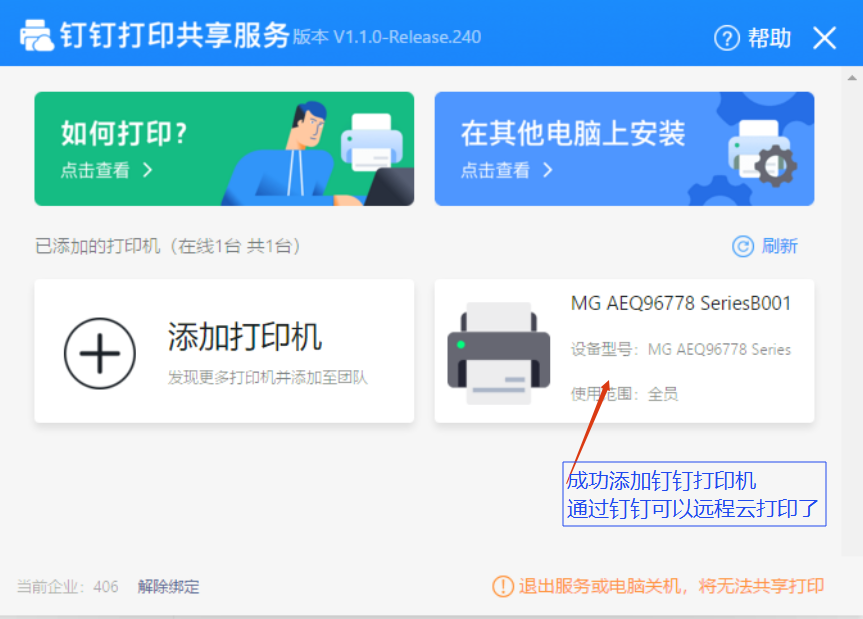 钉钉打印共享服务 版本 V1.1.0-Release.240
帮助
如何打印?
点击查看 >
在其他电脑上安装
点击查看 >
已添加的打印机（在线1台 共1台）
刷新
添加打印机
发现更多打印机并添加至团队
MG AEQ96778 SeriesB001
设备型号：MG AEQ96778 Series
使用范围：全员
成功添加钉钉打印机
通过钉钉可以远程云打印了
当前企业：406 解除绑定
退出服务或电脑关机，将无法共享打印